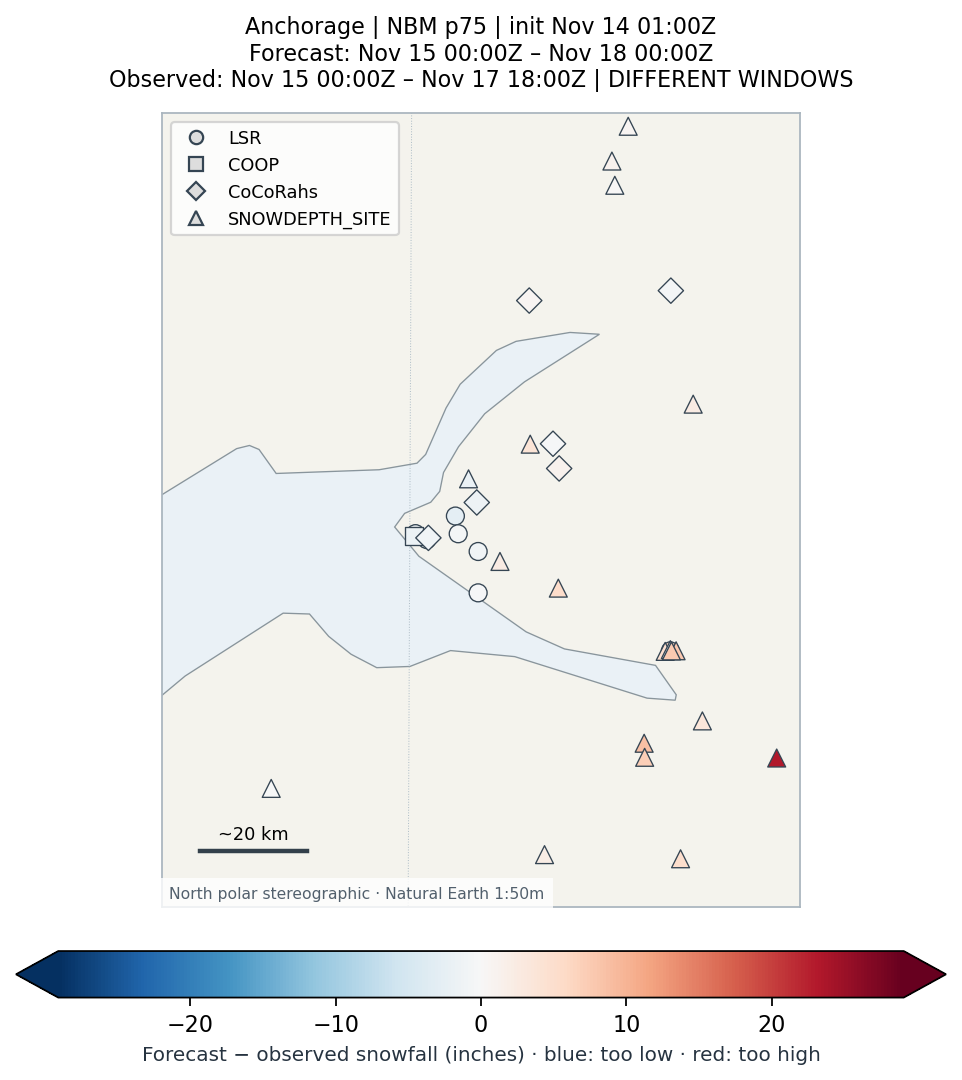 Anchorage | NBM p75 | init Nov 14 01:00Z
Forecast: Nov 15 00:00Z – Nov 18 00:00Z
Observed: Nov 15 00:00Z – Nov 17 18:00Z | DIFFERENT WINDOWS
LSR
COOP
CoCoRahs
SNOWDEPTH_SITE
~20 km
North polar stereographic · Natural Earth 1:50m
−20 −10 0 10 20
Forecast − observed snowfall (inches) · blue: too low · red: too high